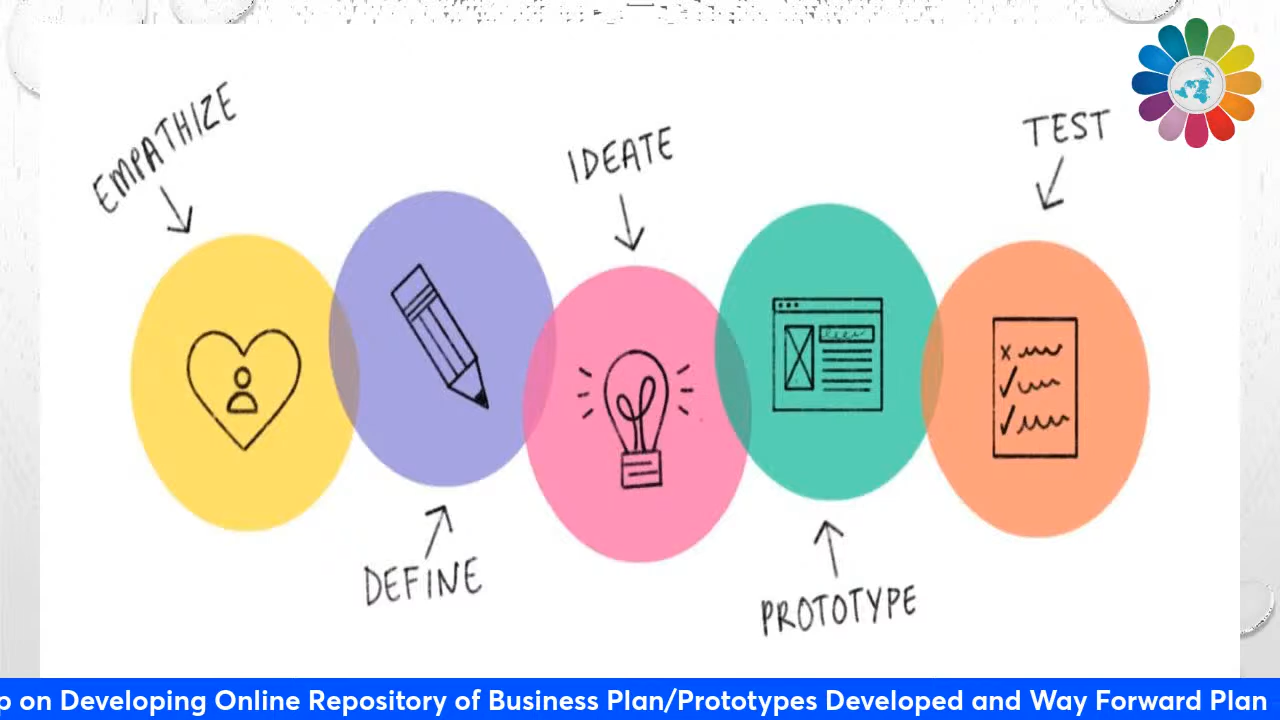 EMPATHIZE
DEFINE
IDEATE
PROTOTYPE
TEST
on Developing Online Repository of Business Plan/Prototypes Developed and Way Forward Plan